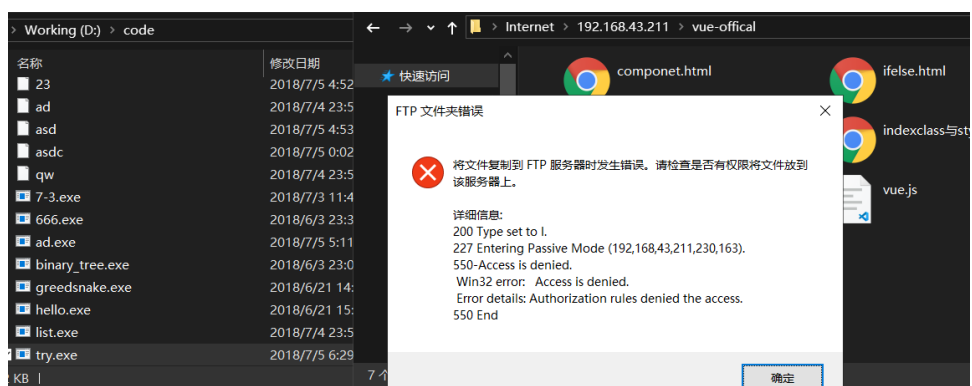 Working (D:) > code
名称 修改日期
23 2018/7/5 4:52
ad 2018/7/4 23:5
asd 2018/7/5 4:53
asdc 2018/7/5 0:02
qw 2018/7/4 23:5
7-3.exe 2018/7/3 11:4
666.exe 2018/6/3 23:3
ad.exe 2018/7/5 5:11
binary_tree.exe 2018/6/3 23:0
greedsnake.exe 2018/6/21 14:
hello.exe 2018/6/21 15:
list.exe 2018/7/4 23:5
try.exe 2018/7/5 6:29
KB
Internet > 192.168.43.211 > vue-offical
快速访问
componet.html
ifelse.html
indexclass与sty
vue.js
7 个
FTP 文件夹错误
将文件复制到 FTP 服务器时发生错误。请检查是否有权限将文件放到
该服务器上。
详细信息:
200 Type set to I.
227 Entering Passive Mode (192,168,43,211,230,163).
550-Access is denied.
Win32 error: Access is denied.
Error details: Authorization rules denied the access.
550 End
确定